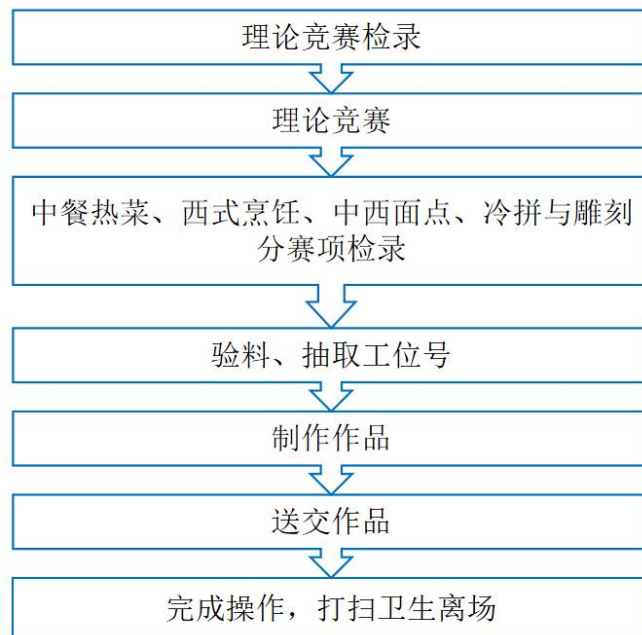 理论竞赛检录
理论竞赛
中餐热菜、西式烹饪、中西面点、冷拼与雕刻
分赛项检录
验料、抽取工位号
制作作品
送交作品
完成操作，打扫卫生离场